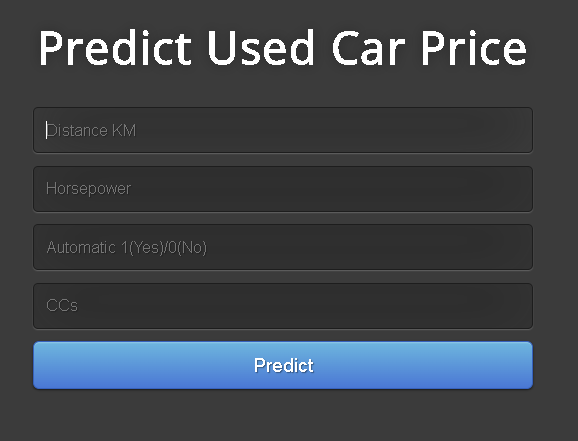 Predict Used Car Price
Distance KM
Horsepower
Automatic 1(Yes)/0(No)
CCs
Predict